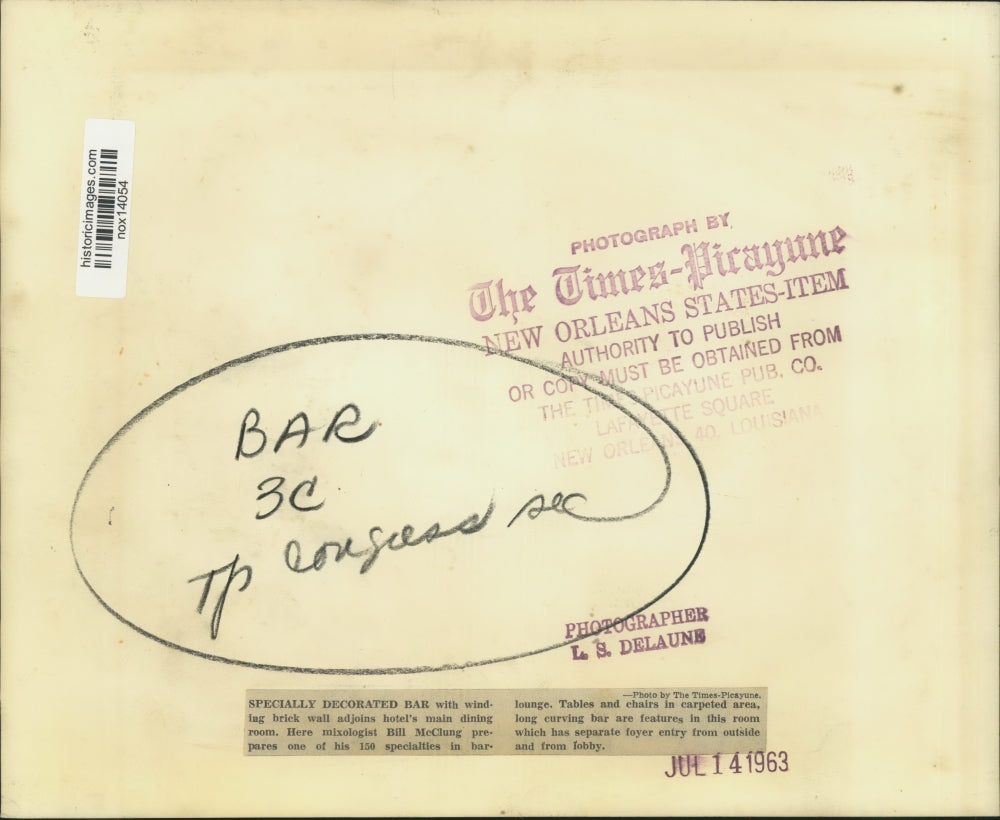 historicimages.com
nox14054
PHOTOGRAPH BY
The Times-Picayune
NEW ORLEANS STATES-ITEM
AUTHORITY TO PUBLISH
OR COPY MUST BE OBTAINED FROM
THE TIMES-PICAYUNE PUB. CO.
LAFAYETTE SQUARE
NEW ORLEANS 40, LOUISIANA
BAR
3C
TP Congress sec
PHOTOGRAPHER
L. S. DELAUNE
SPECIALLY DECORATED BAR with wind-
ing brick wall adjoins hotel's main dining
room. Here mixologist Bill McClung pre-
pares one of his 150 specialties in bar-
—Photo by The Times-Picayune.
lounge. Tables and chairs in carpeted area,
long curving bar are features in this room
which has separate foyer entry from outside
and from lobby.
JUL 14 1963